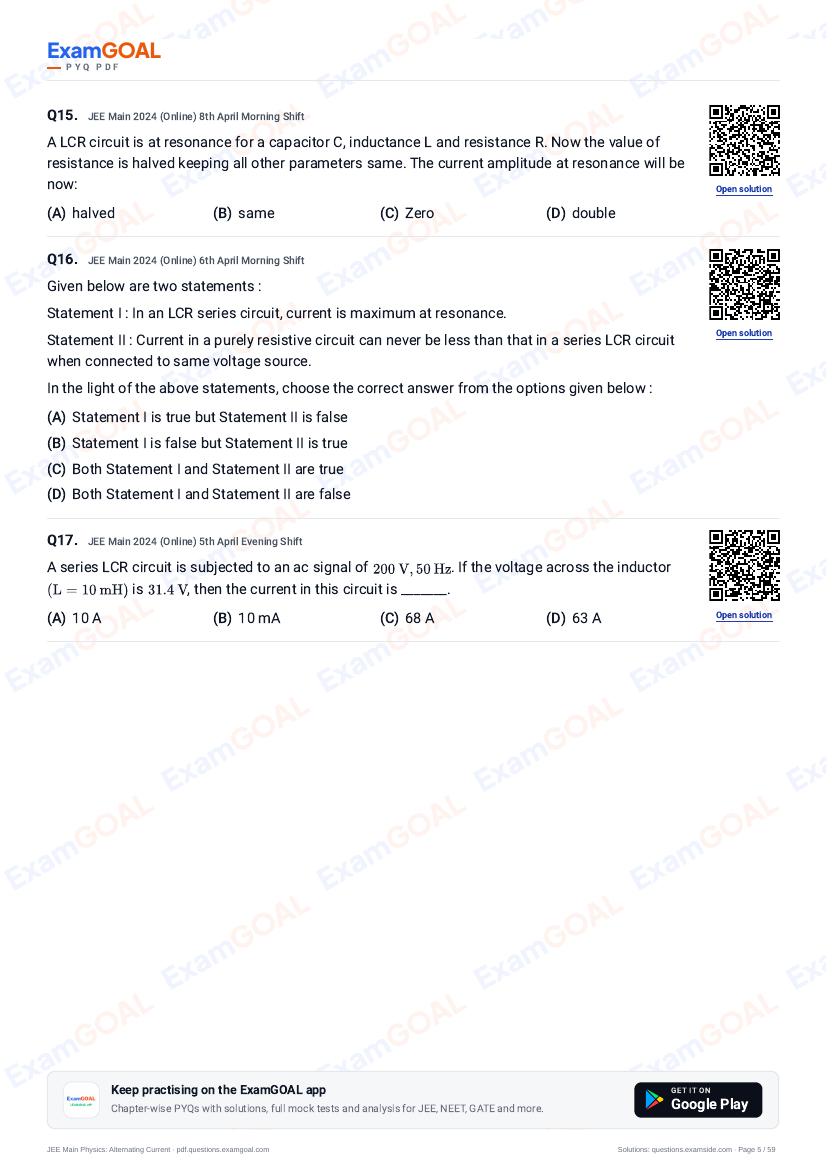 ExamGOAL
PYQ PDF
Q15. JEE Main 2024 (Online) 8th April Morning Shift
A LCR circuit is at resonance for a capacitor C, inductance L and resistance R. Now the value of
resistance is halved keeping all other parameters same. The current amplitude at resonance will be
now:
(A) halved (B) same (C) Zero (D) double
Open solution
Q16. JEE Main 2024 (Online) 6th April Morning Shift
Given below are two statements :
Statement I : In an LCR series circuit, current is maximum at resonance.
Statement II : Current in a purely resistive circuit can never be less than that in a series LCR circuit
when connected to same voltage source.
In the light of the above statements, choose the correct answer from the options given below :
(A) Statement I is true but Statement II is false
(B) Statement I is false but Statement II is true
(C) Both Statement I and Statement II are true
(D) Both Statement I and Statement II are false
Open solution
Q17. JEE Main 2024 (Online) 5th April Evening Shift
A series LCR circuit is subjected to an ac signal of 200 V, 50 Hz. If the voltage across the inductor
(L = 10 mH) is 31.4 V, then the current in this circuit is _______.
(A) 10 A (B) 10 mA (C) 68 A (D) 63 A
Open solution
Keep practising on the ExamGOAL app
Chapter-wise PYQs with solutions, full mock tests and analysis for JEE, NEET, GATE and more.
GET IT ON
Google Play
JEE Main Physics: Alternating Current · pdf.questions.examgoal.com
Solutions: questions.examside.com · Page 5 / 59